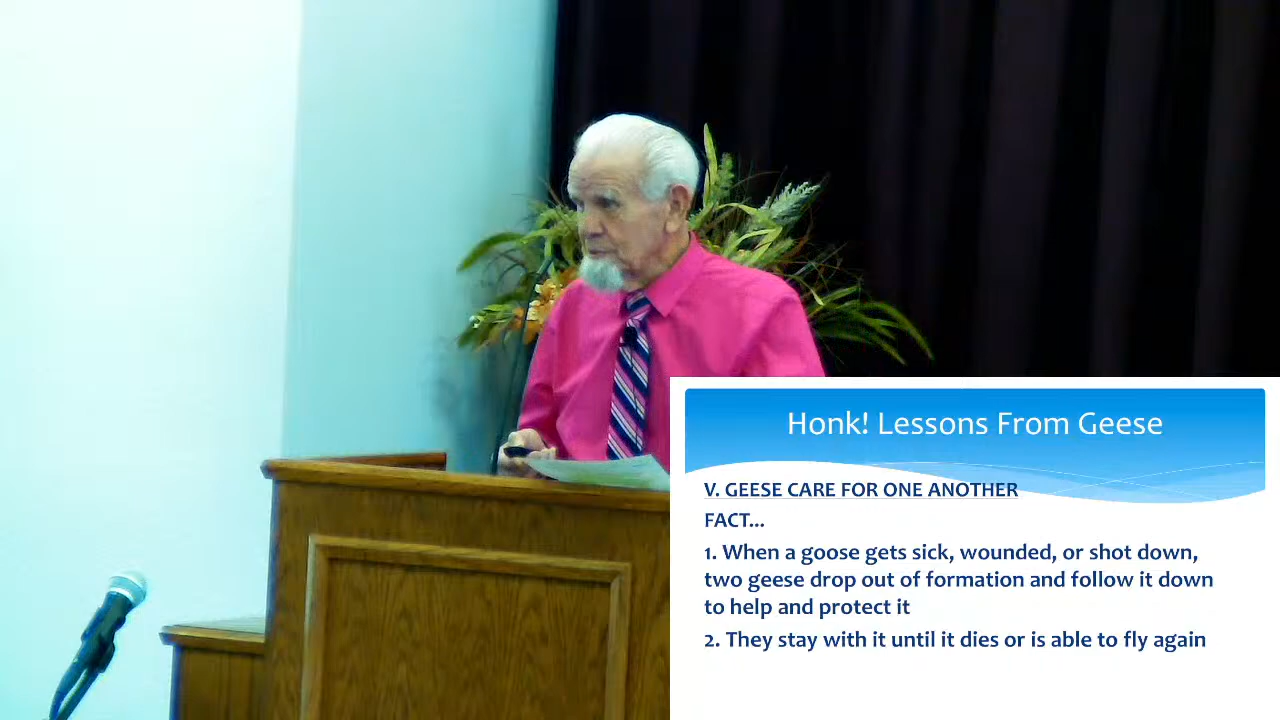 Honk! Lessons From Geese
V. GEESE CARE FOR ONE ANOTHER
FACT...
1. When a goose gets sick, wounded, or shot down,
two geese drop out of formation and follow it down
to help and protect it
2. They stay with it until it dies or is able to fly again